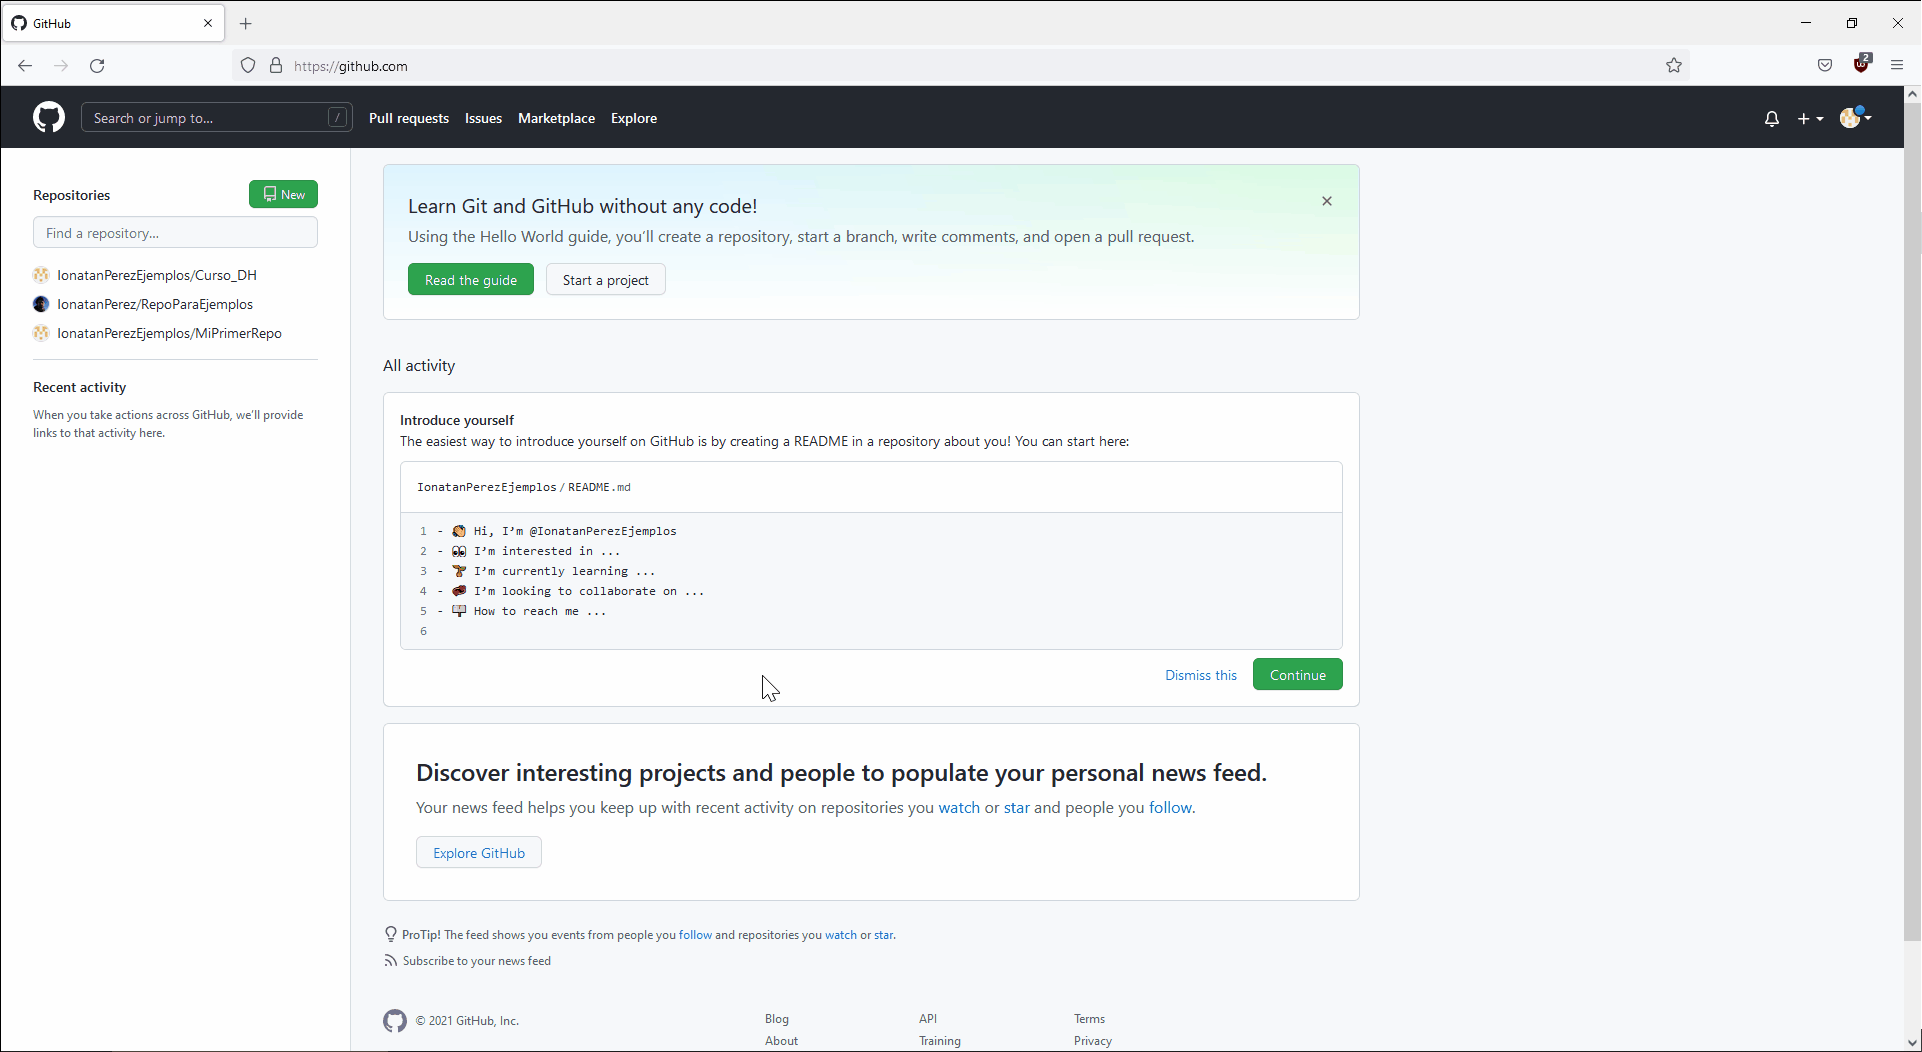 GitHub
https://github.com
2
Search or jump to...
/
Pull requests
Issues
Marketplace
Explore
Repositories
New
Find a repository...
IonatanPerezEjemplos/Curso_DH
IonatanPerez/RepoParaEjemplos
IonatanPerezEjemplos/MiPrimerRepo
Recent activity
When you take actions across GitHub, we'll provide
links to that activity here.
Learn Git and GitHub without any code!
Using the Hello World guide, you'll create a repository, start a branch, write comments, and open a pull request.
Read the guide
Start a project
All activity
Introduce yourself
The easiest way to introduce yourself on GitHub is by creating a README in a repository about you! You can start here:
IonatanPerezEjemplos / README.md
1 - 👋 Hi, I'm @IonatanPerezEjemplos
2 - 👀 I'm interested in ...
3 - 🌱 I'm currently learning ...
4 - 💞️ I'm looking to collaborate on ...
5 - 📫 How to reach me ...
6
Dismiss this
Continue
Discover interesting projects and people to populate your personal news feed.
Your news feed helps you keep up with recent activity on repositories you watch or star and people you follow.
Explore GitHub
ProTip! The feed shows you events from people you follow and repositories you watch or star.
Subscribe to your news feed
© 2021 GitHub, Inc.
Blog
API
Terms
About
Training
Privacy